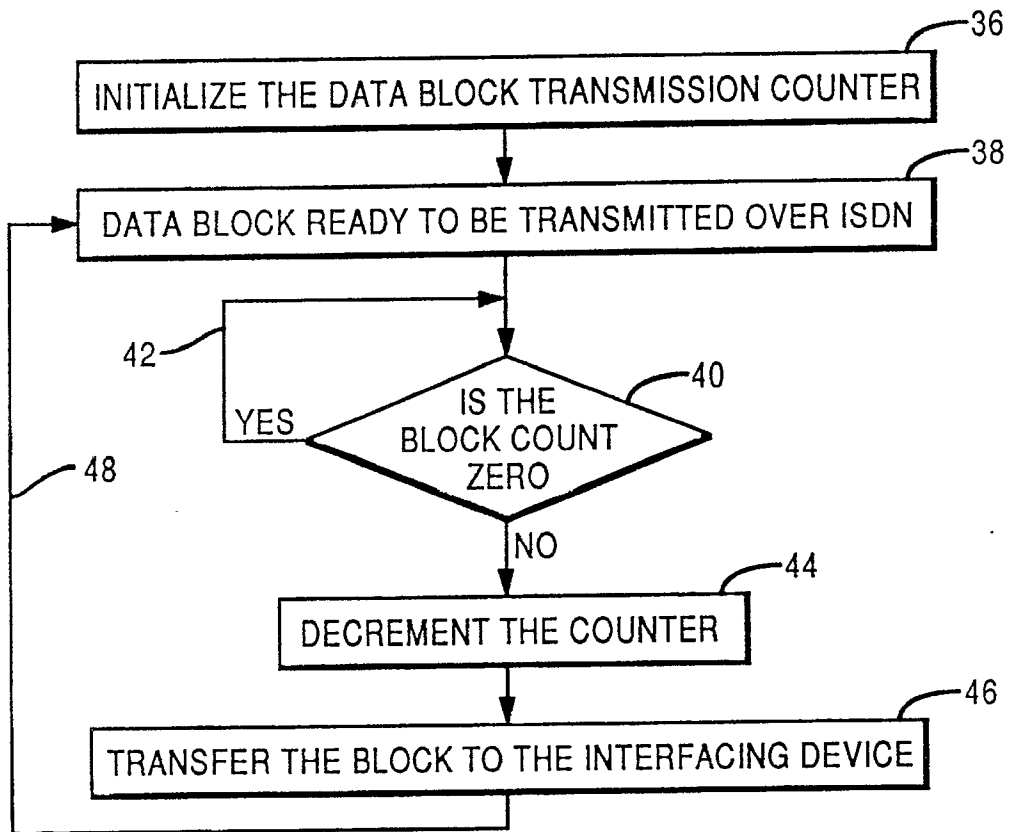 36
INITIALIZE THE DATA BLOCK TRANSMISSION COUNTER
38
DATA BLOCK READY TO BE TRANSMITTED OVER ISDN
42
40
IS THE
BLOCK COUNT
ZERO
YES
48
NO
44
DECREMENT THE COUNTER
46
TRANSFER THE BLOCK TO THE INTERFACING DEVICE